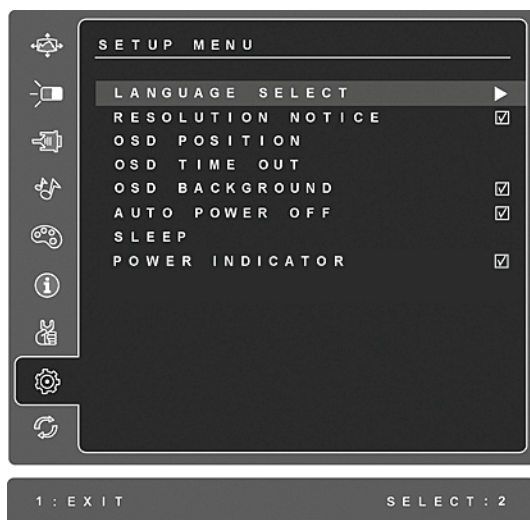 SETUP MENU
LANGUAGE SELECT
RESOLUTION NOTICE
OSD POSITION
OSD TIME OUT
OSD BACKGROUND
AUTO POWER OFF
SLEEP
POWER INDICATOR
1:EXIT SELECT:2